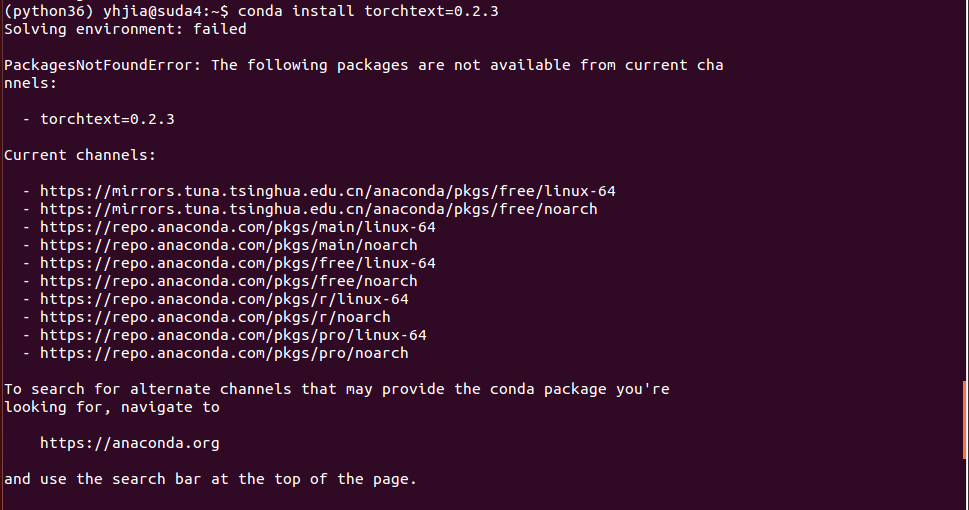 (python36) yhjia@suda4:~$ conda install torchtext=0.2.3
Solving environment: failed
PackagesNotFoundError: The following packages are not available from current cha
nnels:
- torchtext=0.2.3
Current channels:
- https://mirrors.tuna.tsinghua.edu.cn/anaconda/pkgs/free/linux-64
- https://mirrors.tuna.tsinghua.edu.cn/anaconda/pkgs/free/noarch
- https://repo.anaconda.com/pkgs/main/linux-64
- https://repo.anaconda.com/pkgs/main/noarch
- https://repo.anaconda.com/pkgs/free/linux-64
- https://repo.anaconda.com/pkgs/free/noarch
- https://repo.anaconda.com/pkgs/r/linux-64
- https://repo.anaconda.com/pkgs/r/noarch
- https://repo.anaconda.com/pkgs/pro/linux-64
- https://repo.anaconda.com/pkgs/pro/noarch
To search for alternate channels that may provide the conda package you're
looking for, navigate to
https://anaconda.org
and use the search bar at the top of the page.